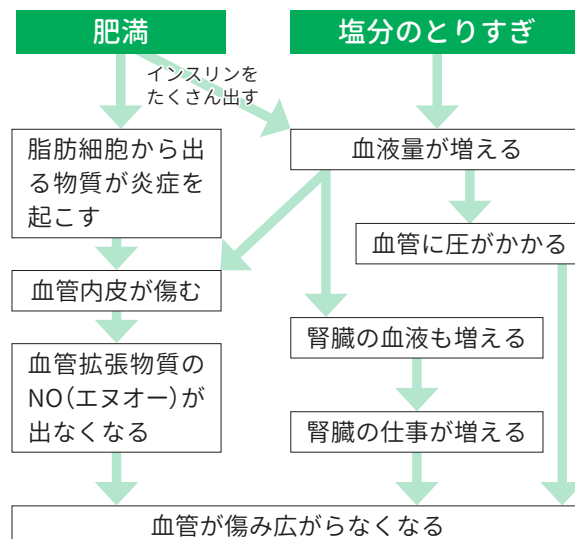 肥満
塩分のとりすぎ
インスリンを
たくさん出す
脂肪細胞から出
る物質が炎症を
起こす
血液量が増える
血管に圧がかかる
血管内皮が傷む
腎臓の血液も増える
血管拡張物質の
NO(エヌオー)が
出なくなる
腎臓の仕事が増える
血管が傷み広がらなくなる